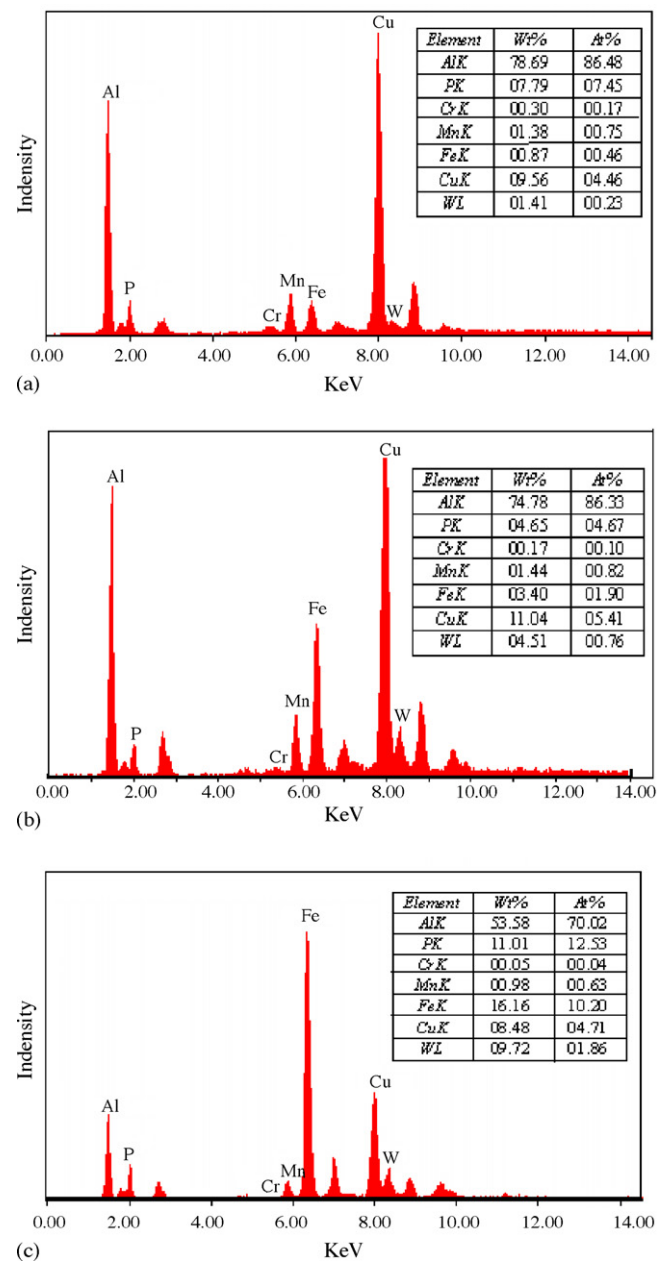 Cu
Element Wt% At%
AlK 78.69 86.48
PK 07.79 07.45
CrK 00.30 00.17
MnK 01.38 00.75
FeK 00.87 00.46
CuK 09.56 04.46
WL 01.41 00.23
Al
P
Cr
Mn
Fe
W
Indensity
0.00 2.00 4.00 6.00 8.00 10.00 12.00 14.00
(a)
KeV
Cu
Element Wt% At%
AlK 74.78 86.33
PK 04.65 04.67
CrK 00.17 00.10
MnK 01.44 00.82
FeK 03.40 01.90
CuK 11.04 05.41
WL 04.51 00.76
Al
P
Cr
Mn
Fe
W
Indensity
0.00 2.00 4.00 6.00 8.00 10.00 12.00 14.00
(b)
KeV
Fe
Element Wt% At%
AlK 53.58 70.02
PK 11.01 12.53
CrK 00.05 00.04
MnK 00.98 00.63
FeK 16.16 10.20
CuK 08.48 04.71
WL 09.72 01.86
Al
P
Cr
Mn
Cu
W
Indensity
0.00 2.00 4.00 6.00 8.00 10.00 12.00 14.00
(c)
KeV